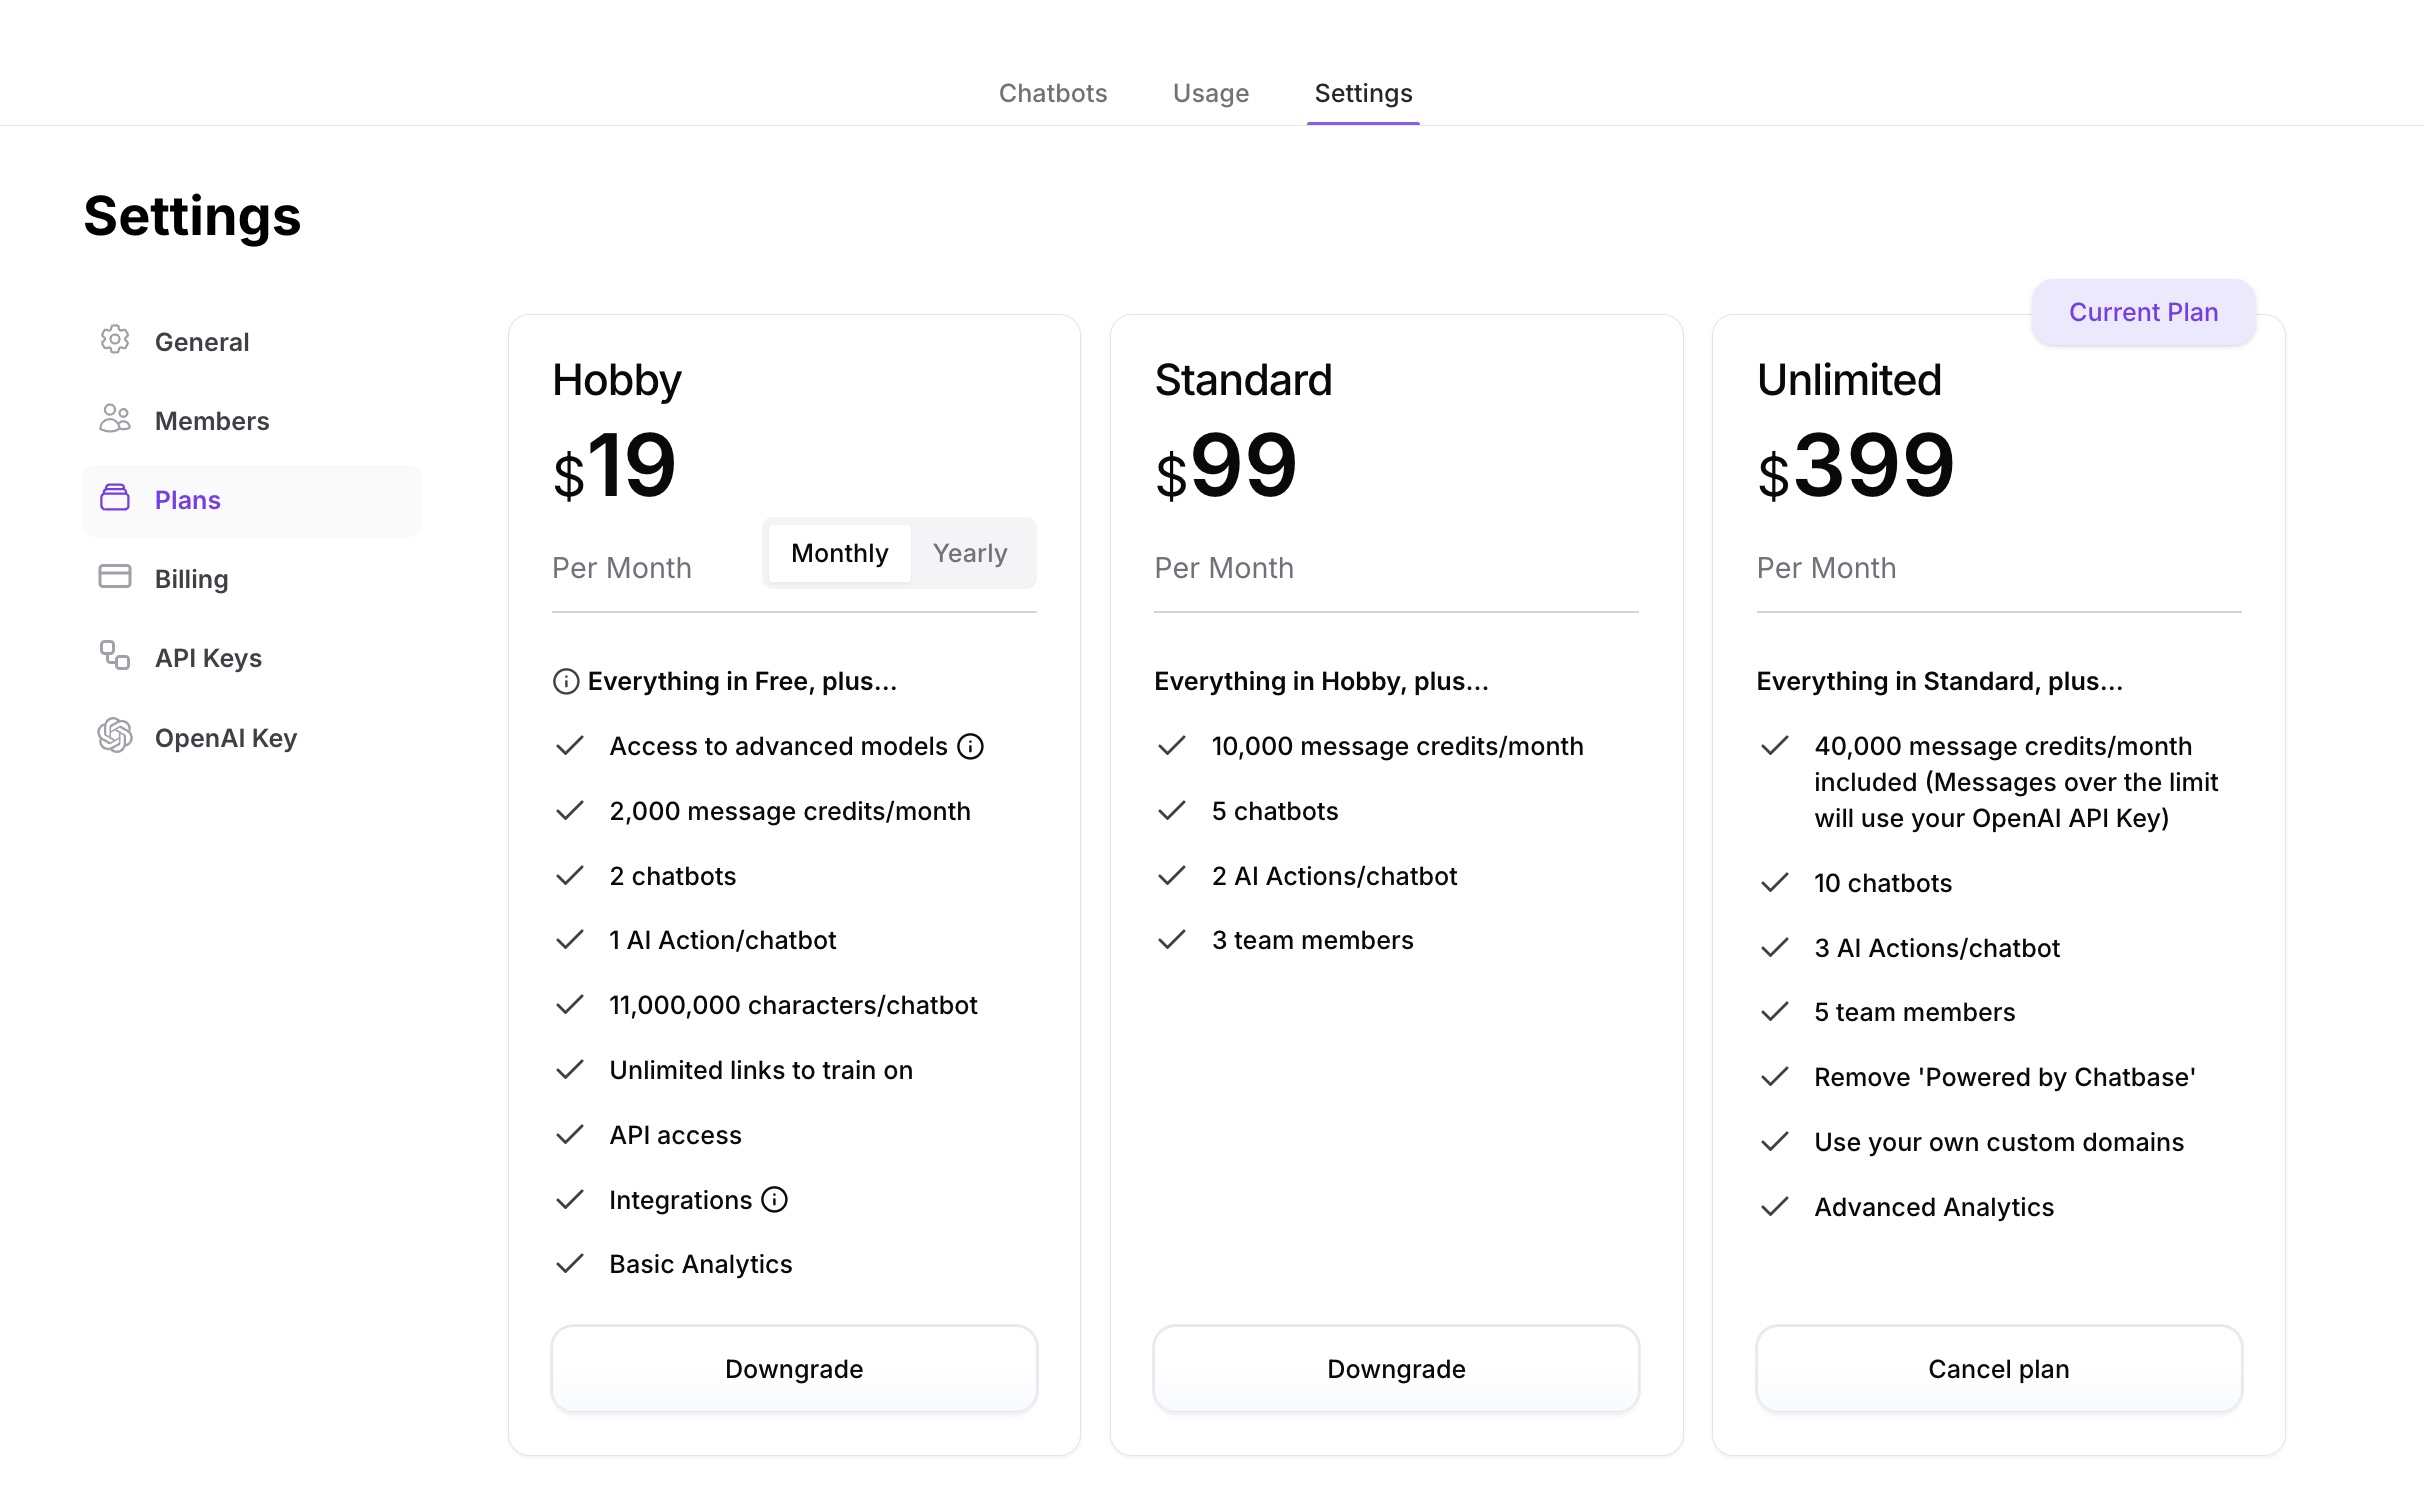 Chatbots
Usage
Settings
Settings
General
Members
Plans
Billing
API Keys
OpenAI Key
Hobby
$19
Per Month
Monthly
Yearly
Everything in Free, plus...
Access to advanced models
2,000 message credits/month
2 chatbots
1 AI Action/chatbot
11,000,000 characters/chatbot
Unlimited links to train on
API access
Integrations
Basic Analytics
Downgrade
Standard
$99
Per Month
Everything in Hobby, plus...
10,000 message credits/month
5 chatbots
2 AI Actions/chatbot
3 team members
Downgrade
Current Plan
Unlimited
$399
Per Month
Everything in Standard, plus...
40,000 message credits/month
included (Messages over the limit
will use your OpenAI API Key)
10 chatbots
3 AI Actions/chatbot
5 team members
Remove 'Powered by Chatbase'
Use your own custom domains
Advanced Analytics
Cancel plan